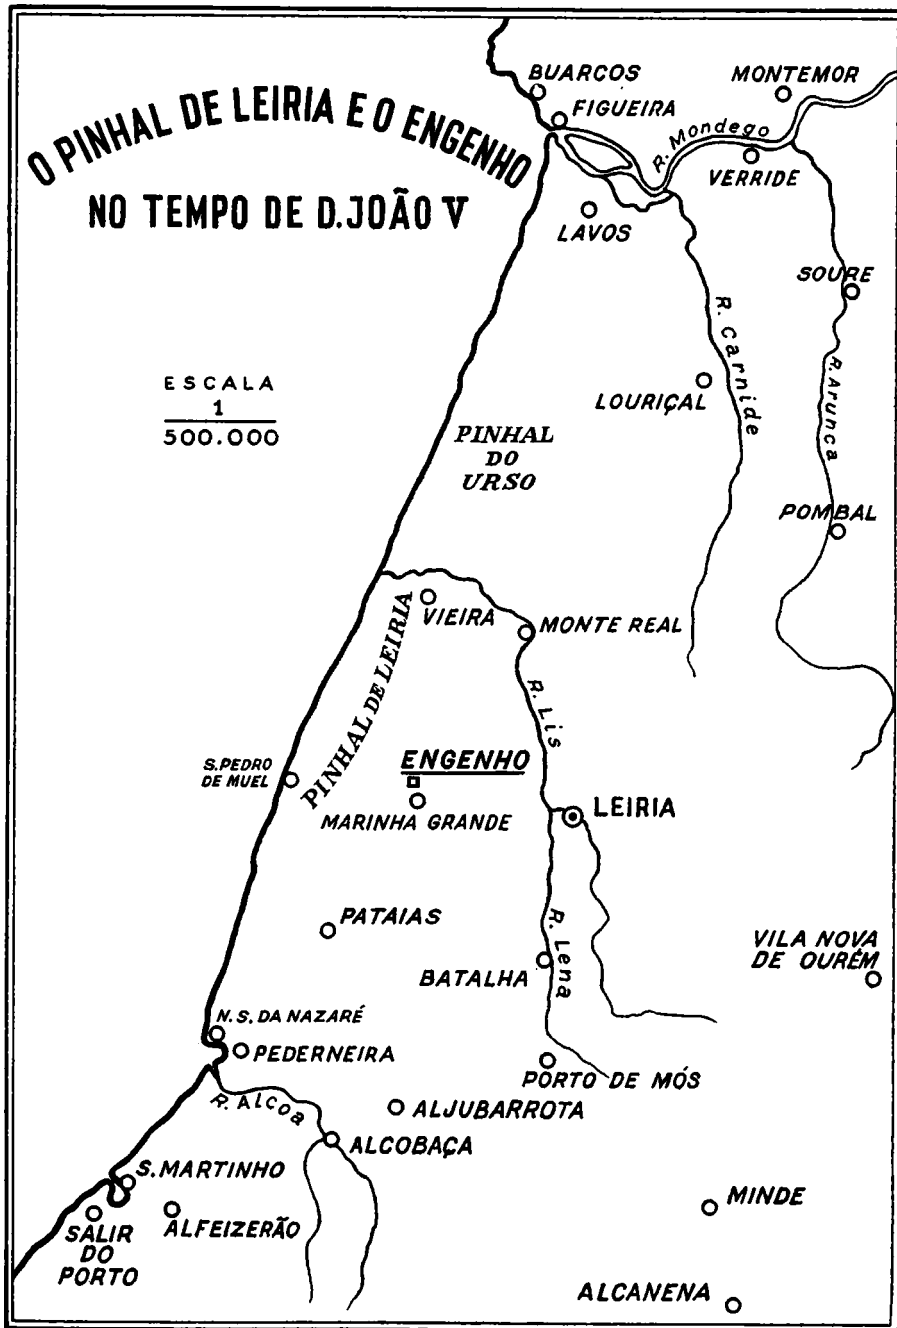 O PINHAL DE LEIRIA E O ENGENHO
NO TEMPO DE D. JOÃO V
ESCALA
1
500.000
BUARCOS
MONTEMOR
FIGUEIRA
R. Mondego
VERRIDE
LAVOS
SOURE
R. Carnide
R. Arunca
LOURIÇAL
PINHAL
DO
URSO
POMBAL
VIEIRA
MONTE REAL
PINHAL DE LEIRIA
R. Lis
S. PEDRO
DE MUEL
ENGENHO
MARINHA GRANDE
LEIRIA
PATAIAS
R. Lena
BATALHA
VILA NOVA
DE OURÉM
N. S. DA NAZARÉ
PEDERNEIRA
PORTO DE MÓS
R. Alcoa
ALJUBARROTA
ALCOBAÇA
S. MARTINHO
MINDE
ALFEIZERÃO
SALIR
DO
PORTO
ALCANENA